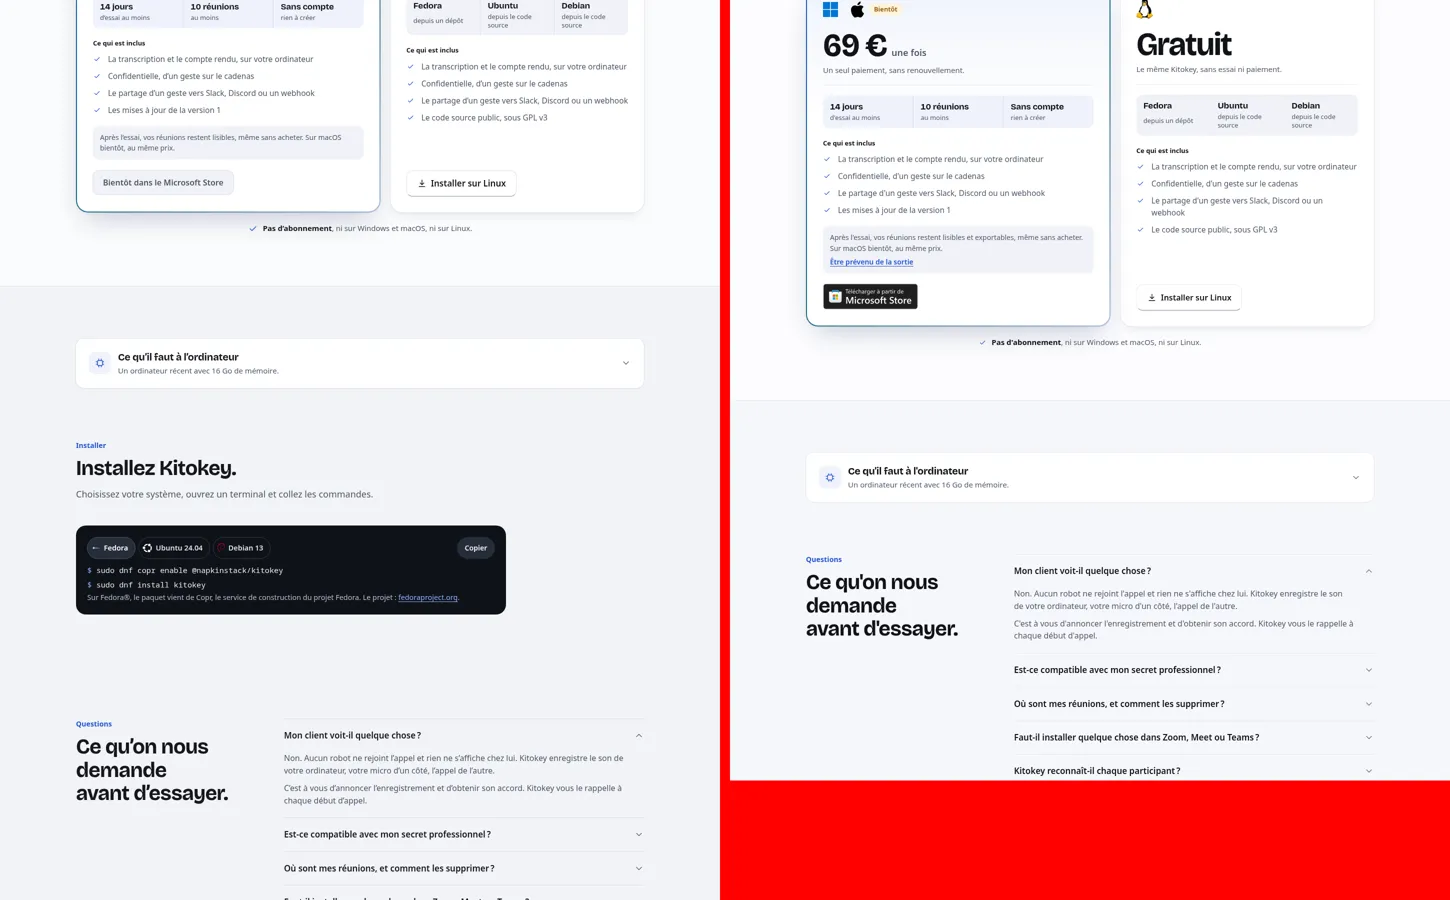 14 jours
d'essai au moins
10 réunions
au moins
Sans compte
rien à créer
Ce qui est inclus
La transcription et le compte rendu, sur votre ordinateur
Confidentielle, d'un geste sur le cadenas
Le partage d'un geste vers Slack, Discord ou un webhook
Les mises à jour de la version 1
Après l'essai, vos réunions restent lisibles, même sans acheter. Sur macOS
bientôt, au même prix.
Bientôt dans le Microsoft Store
Fedora
depuis un dépôt
Ubuntu
depuis le code
source
Debian
depuis le code
source
Ce qui est inclus
La transcription et le compte rendu, sur votre ordinateur
Confidentielle, d'un geste sur le cadenas
Le partage d'un geste vers Slack, Discord ou un webhook
Le code source public, sous GPL v3
Installer sur Linux
Pas d'abonnement, ni sur Windows et macOS, ni sur Linux.
Ce qu'il faut à l'ordinateur
Un ordinateur récent avec 16 Go de mémoire.
Installer
Installez Kitokey.
Choisissez votre système, ouvrez un terminal et collez les commandes.
← Fedora
Ubuntu 24.04
Debian 13
Copier
$ sudo dnf copr enable @napkinstack/kitokey
$ sudo dnf install kitokey
Sur Fedora®, le paquet vient de Copr, le service de construction du projet Fedora. Le projet : fedoraproject.org.
Questions
Ce qu'on nous
demande
avant d'essayer.
Mon client voit-il quelque chose ?
Non. Aucun robot ne rejoint l'appel et rien ne s'affiche chez lui. Kitokey enregistre le son de
votre ordinateur, votre micro d'un côté, l'appel de l'autre.
C'est à vous d'annoncer l'enregistrement et d'obtenir son accord. Kitokey vous le rappelle à
chaque début d'appel.
Est-ce compatible avec mon secret professionnel ?
Où sont mes réunions, et comment les supprimer ?
Bientôt
69 € une fois
Un seul paiement, sans renouvellement.
14 jours
d'essai au moins
10 réunions
au moins
Sans compte
rien à créer
Ce qui est inclus
La transcription et le compte rendu, sur votre ordinateur
Confidentielle, d'un geste sur le cadenas
Le partage d'un geste vers Slack, Discord ou un webhook
Les mises à jour de la version 1
Après l'essai, vos réunions restent lisibles et exportables, même sans acheter.
Sur macOS bientôt, au même prix.
Être prévenu de la sortie
Télécharger à partir de
Microsoft Store
Gratuit
Le même Kitokey, sans essai ni paiement.
Fedora
depuis un dépôt
Ubuntu
depuis le code
source
Debian
depuis le code
source
Ce qui est inclus
La transcription et le compte rendu, sur votre ordinateur
Confidentielle, d'un geste sur le cadenas
Le partage d'un geste vers Slack, Discord ou un
webhook
Le code source public, sous GPL v3
Installer sur Linux
Pas d'abonnement, ni sur Windows et macOS, ni sur Linux.
Ce qu'il faut à l'ordinateur
Un ordinateur récent avec 16 Go de mémoire.
Questions
Ce qu'on nous
demande
avant d'essayer.
Mon client voit-il quelque chose ?
Non. Aucun robot ne rejoint l'appel et rien ne s'affiche chez lui. Kitokey enregistre le son
de votre ordinateur, votre micro d'un côté, l'appel de l'autre.
C'est à vous d'annoncer l'enregistrement et d'obtenir son accord. Kitokey vous le rappelle à
chaque début d'appel.
Est-ce compatible avec mon secret professionnel ?
Où sont mes réunions, et comment les supprimer ?
Faut-il installer quelque chose dans Zoom, Meet ou Teams ?
Kitokey reconnaît-il chaque participant ?